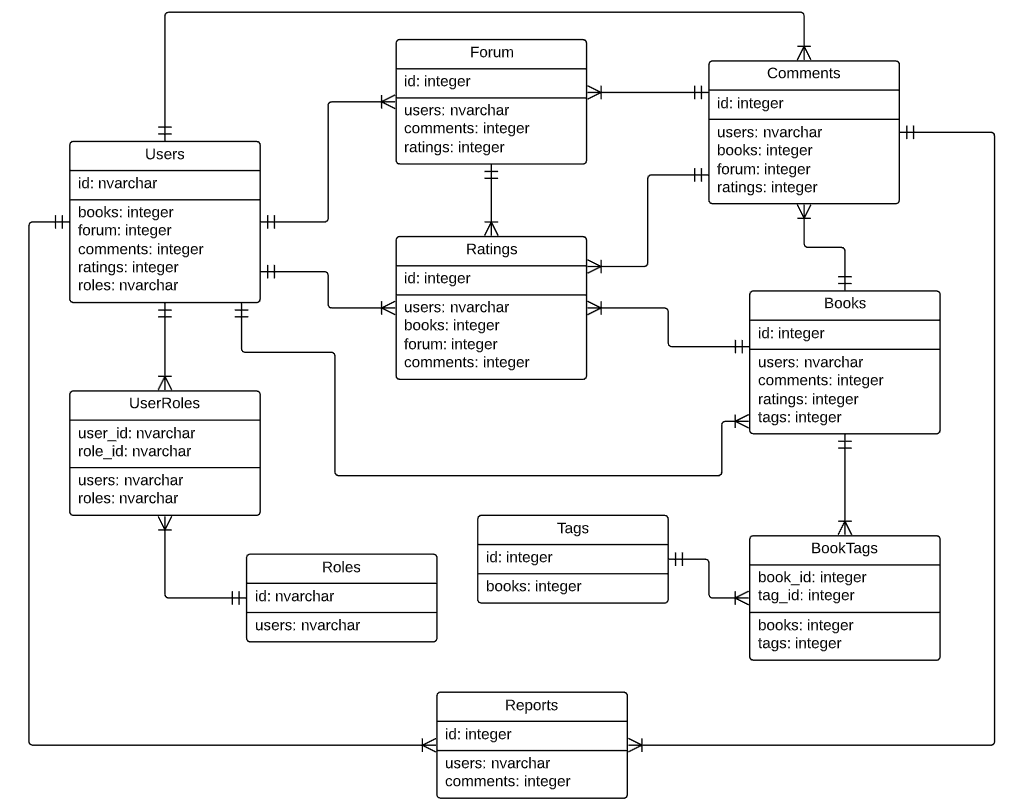 Forum
id: integer
users: nvarchar
comments: integer
ratings: integer
Comments
id: integer
users: nvarchar
books: integer
forum: integer
ratings: integer
Users
id: nvarchar
books: integer
forum: integer
comments: integer
ratings: integer
roles: nvarchar
Ratings
id: integer
users: nvarchar
books: integer
forum: integer
comments: integer
Books
id: integer
users: nvarchar
comments: integer
ratings: integer
tags: integer
UserRoles
user_id: nvarchar
role_id: nvarchar
users: nvarchar
roles: nvarchar
Tags
id: integer
books: integer
BookTags
book_id: integer
tag_id: integer
books: integer
tags: integer
Roles
id: nvarchar
users: nvarchar
Reports
id: integer
users: nvarchar
comments: integer